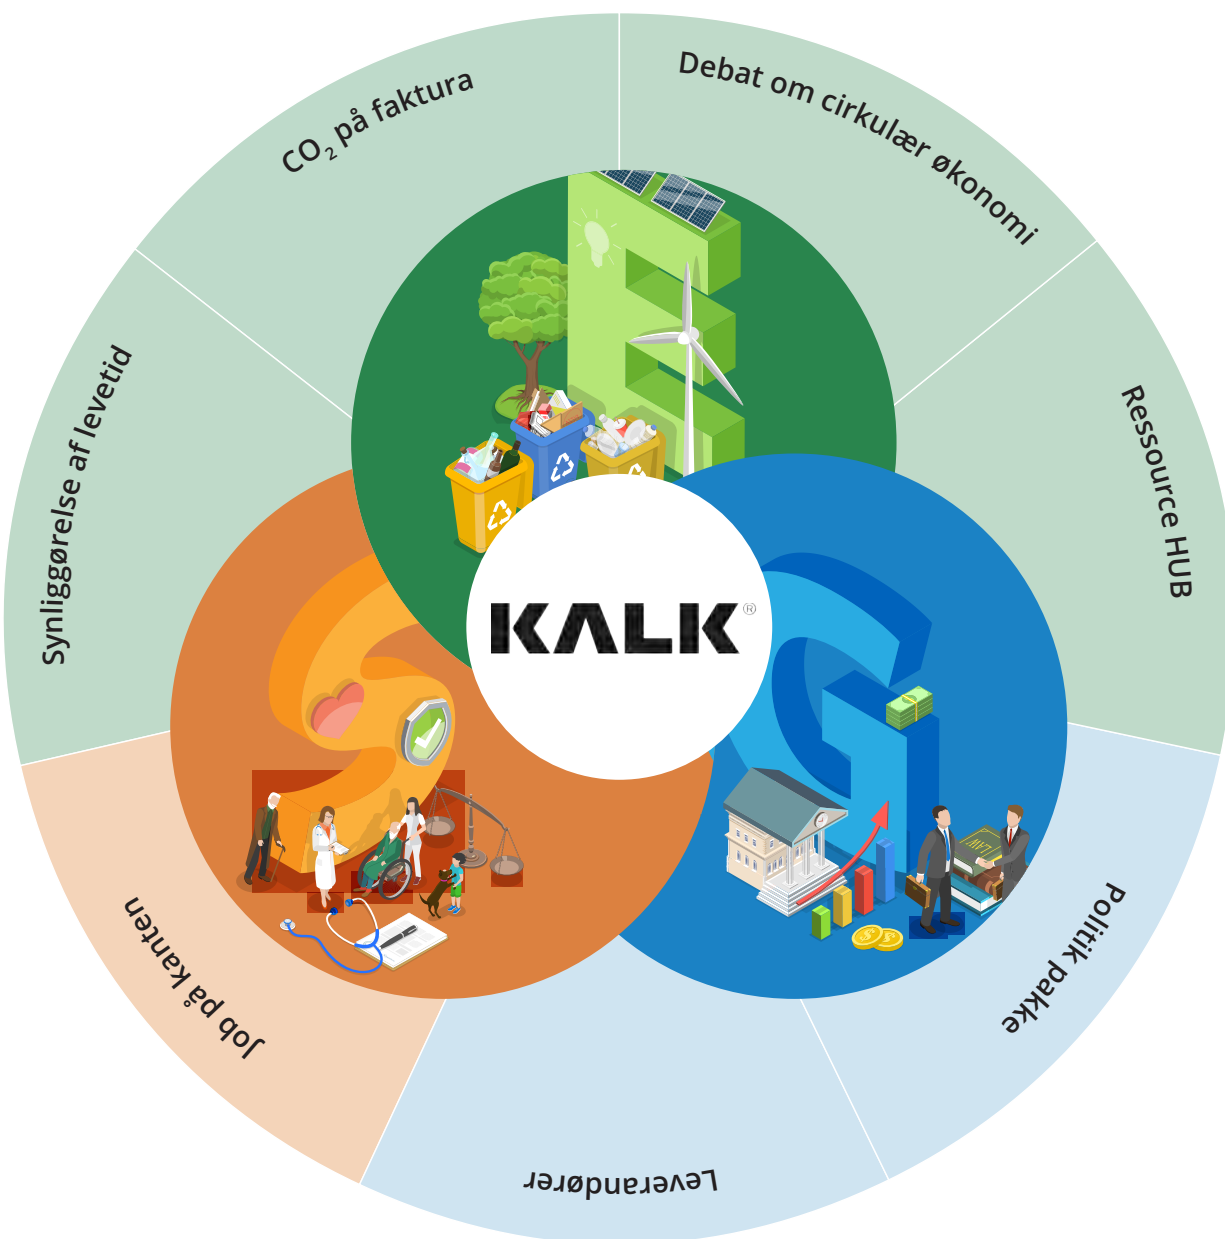 CO₂ på faktura
Debat om cirkulær økonomi
Ressource HUB
Politik pakke
Leverandører
Job på kanten
Synliggørelse af levetid
E
S
G
KALK®
LAW